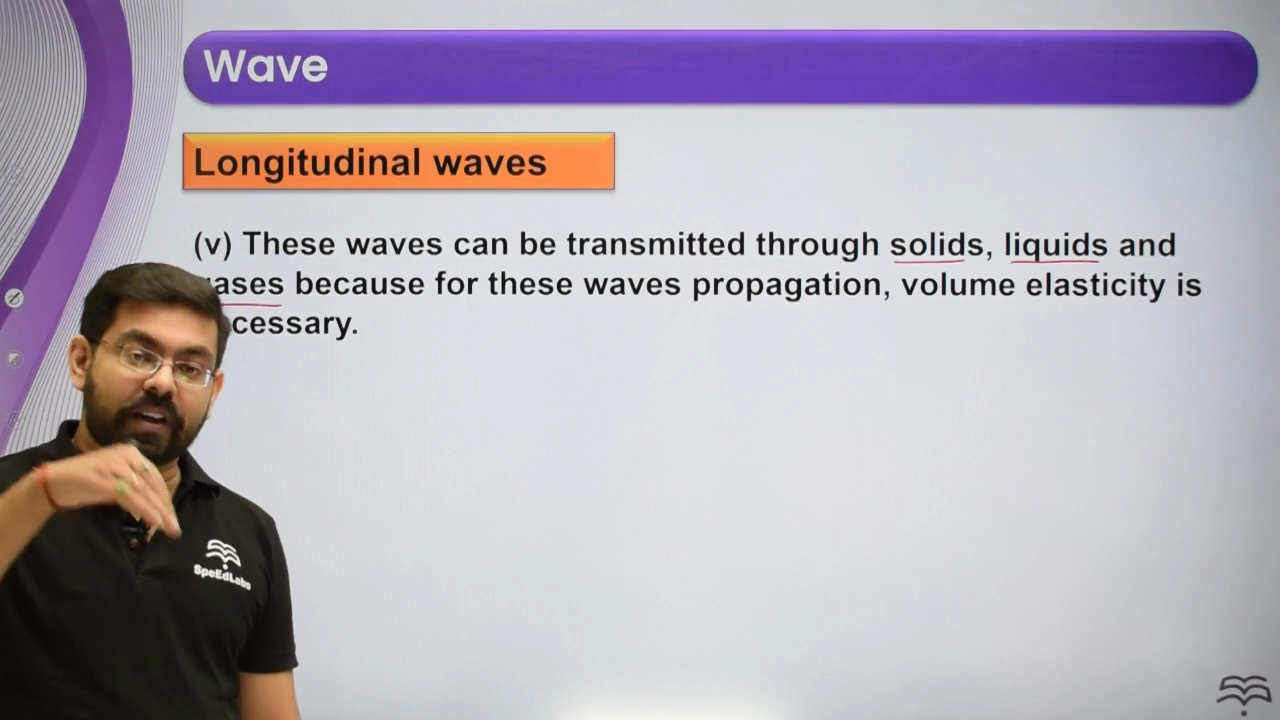 Wave
Longitudinal waves
(v) These waves can be transmitted through solids, liquids and
because for these waves propagation, volume elasticity is
SpeEdLabs